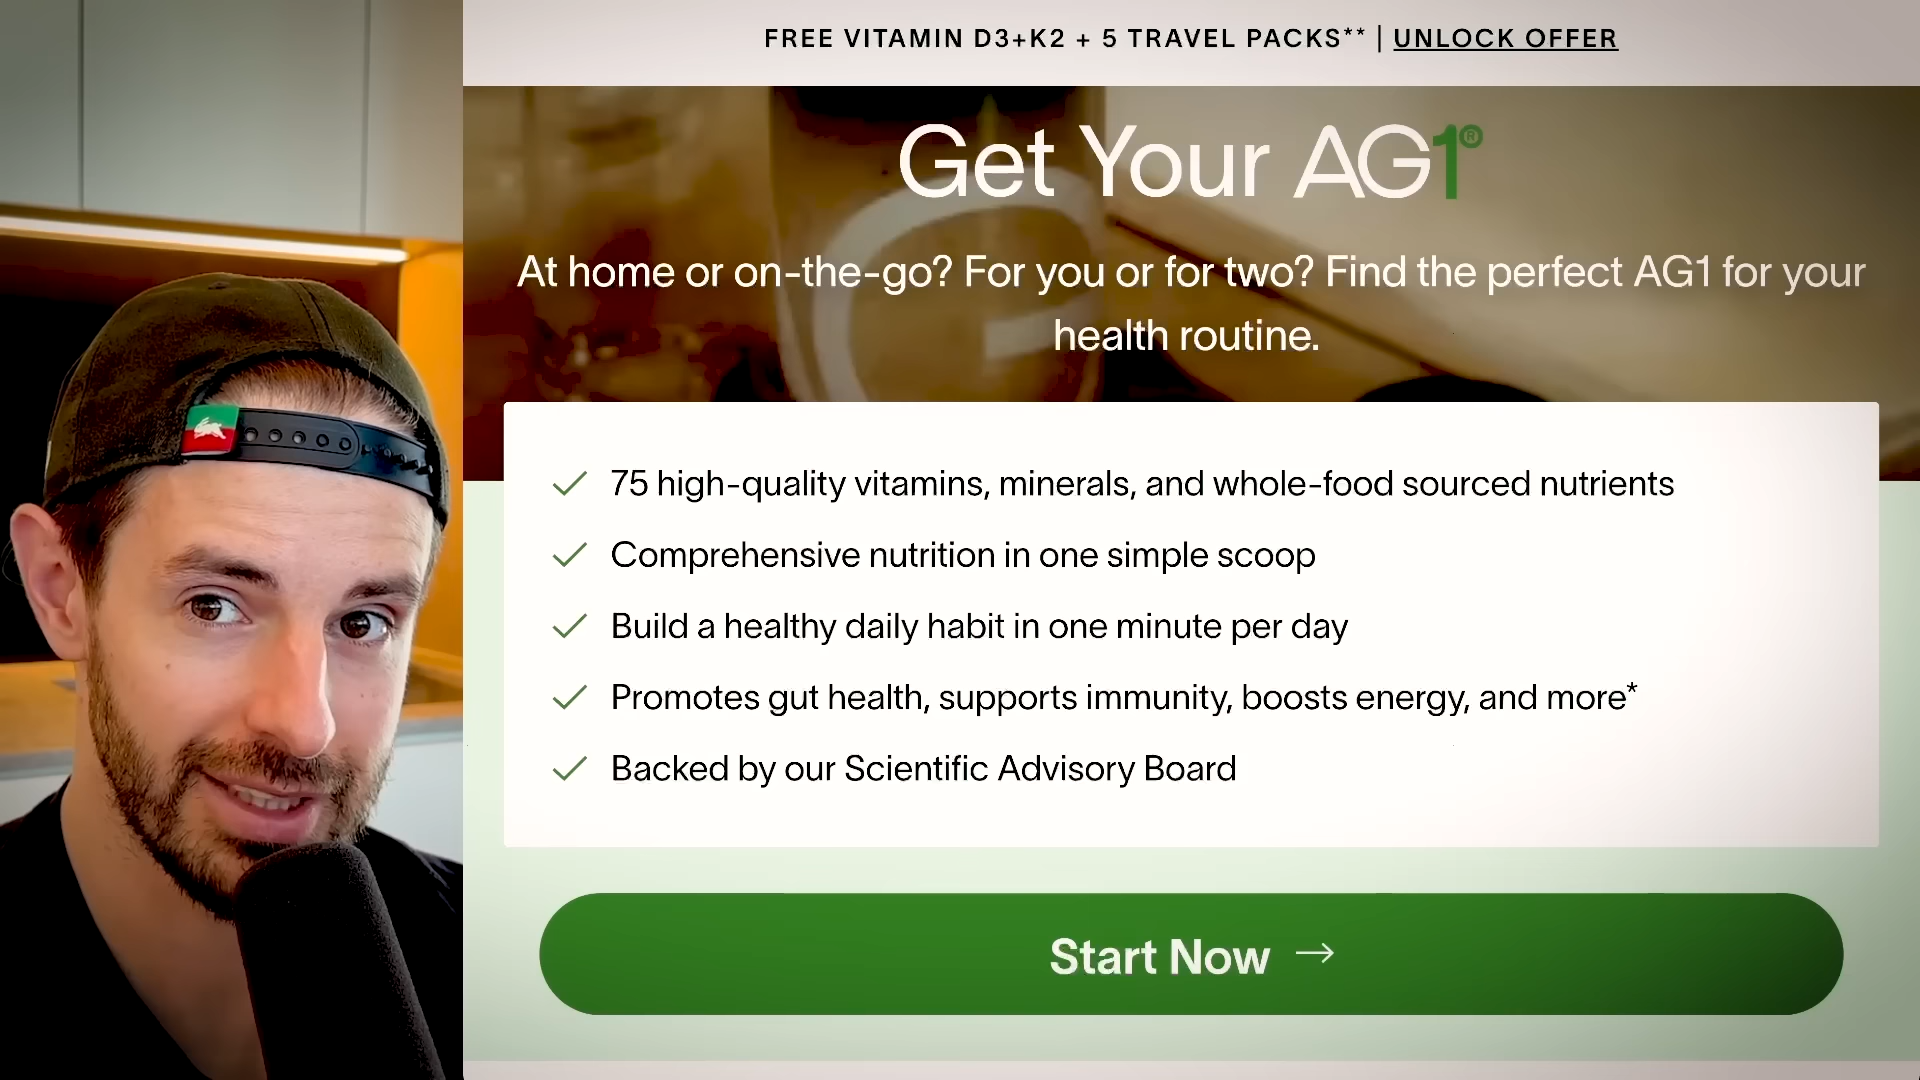 FREE VITAMIN D3+K2 + 5 TRAVEL PACKS** | UNLOCK OFFER
Get Your AG1®
At home or on-the-go? For you or for two? Find the perfect AG1 for your
health routine.
75 high-quality vitamins, minerals, and whole-food sourced nutrients
Comprehensive nutrition in one simple scoop
Build a healthy daily habit in one minute per day
Promotes gut health, supports immunity, boosts energy, and more*
Backed by our Scientific Advisory Board
Start Now →